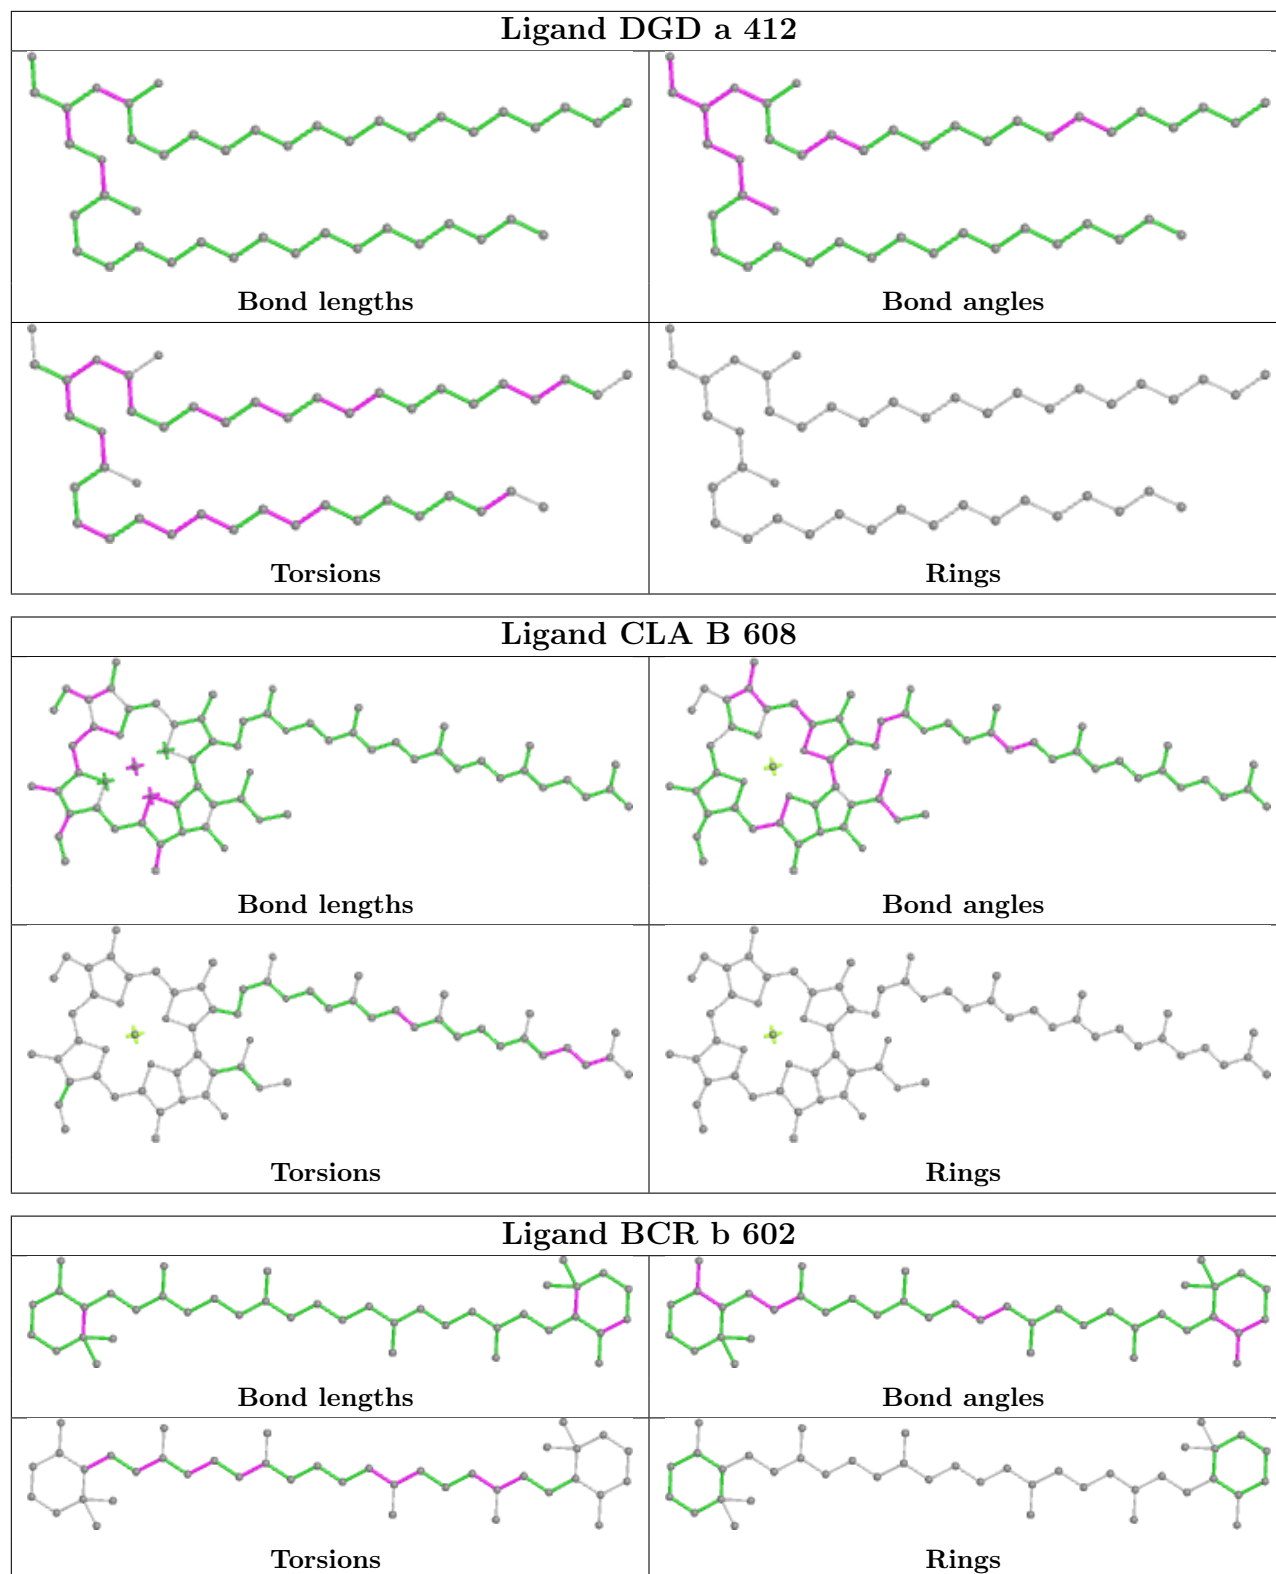 Ligand DGD a 412
Bond lengths
Bond angles
Torsions
Rings
Ligand CLA B 608
Bond lengths
Bond angles
Torsions
Rings
Ligand BCR b 602
Bond lengths
Bond angles
Torsions
Rings